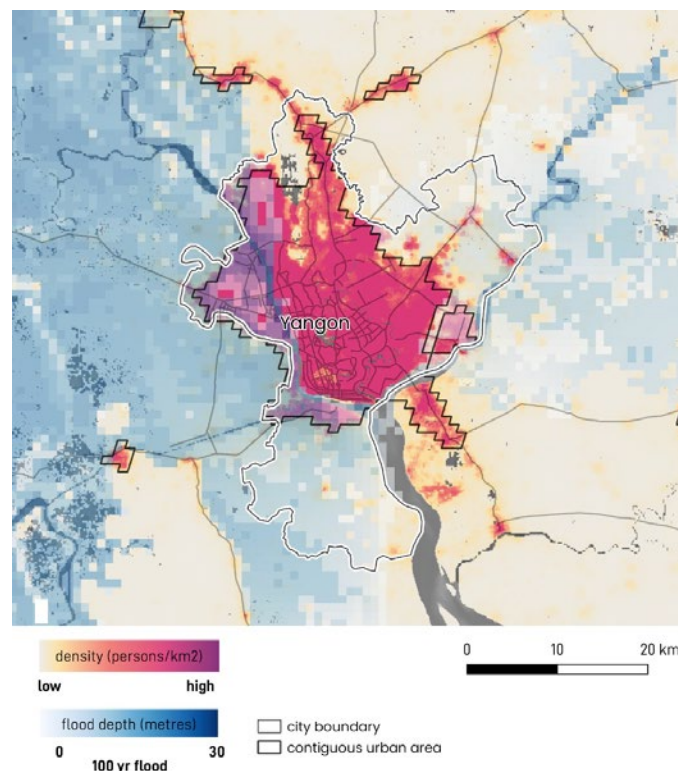 Yangon
density (persons/km2)
low high
flood depth (metres)
0 30
100 yr flood
city boundary
contiguous urban area
0 10 20 km